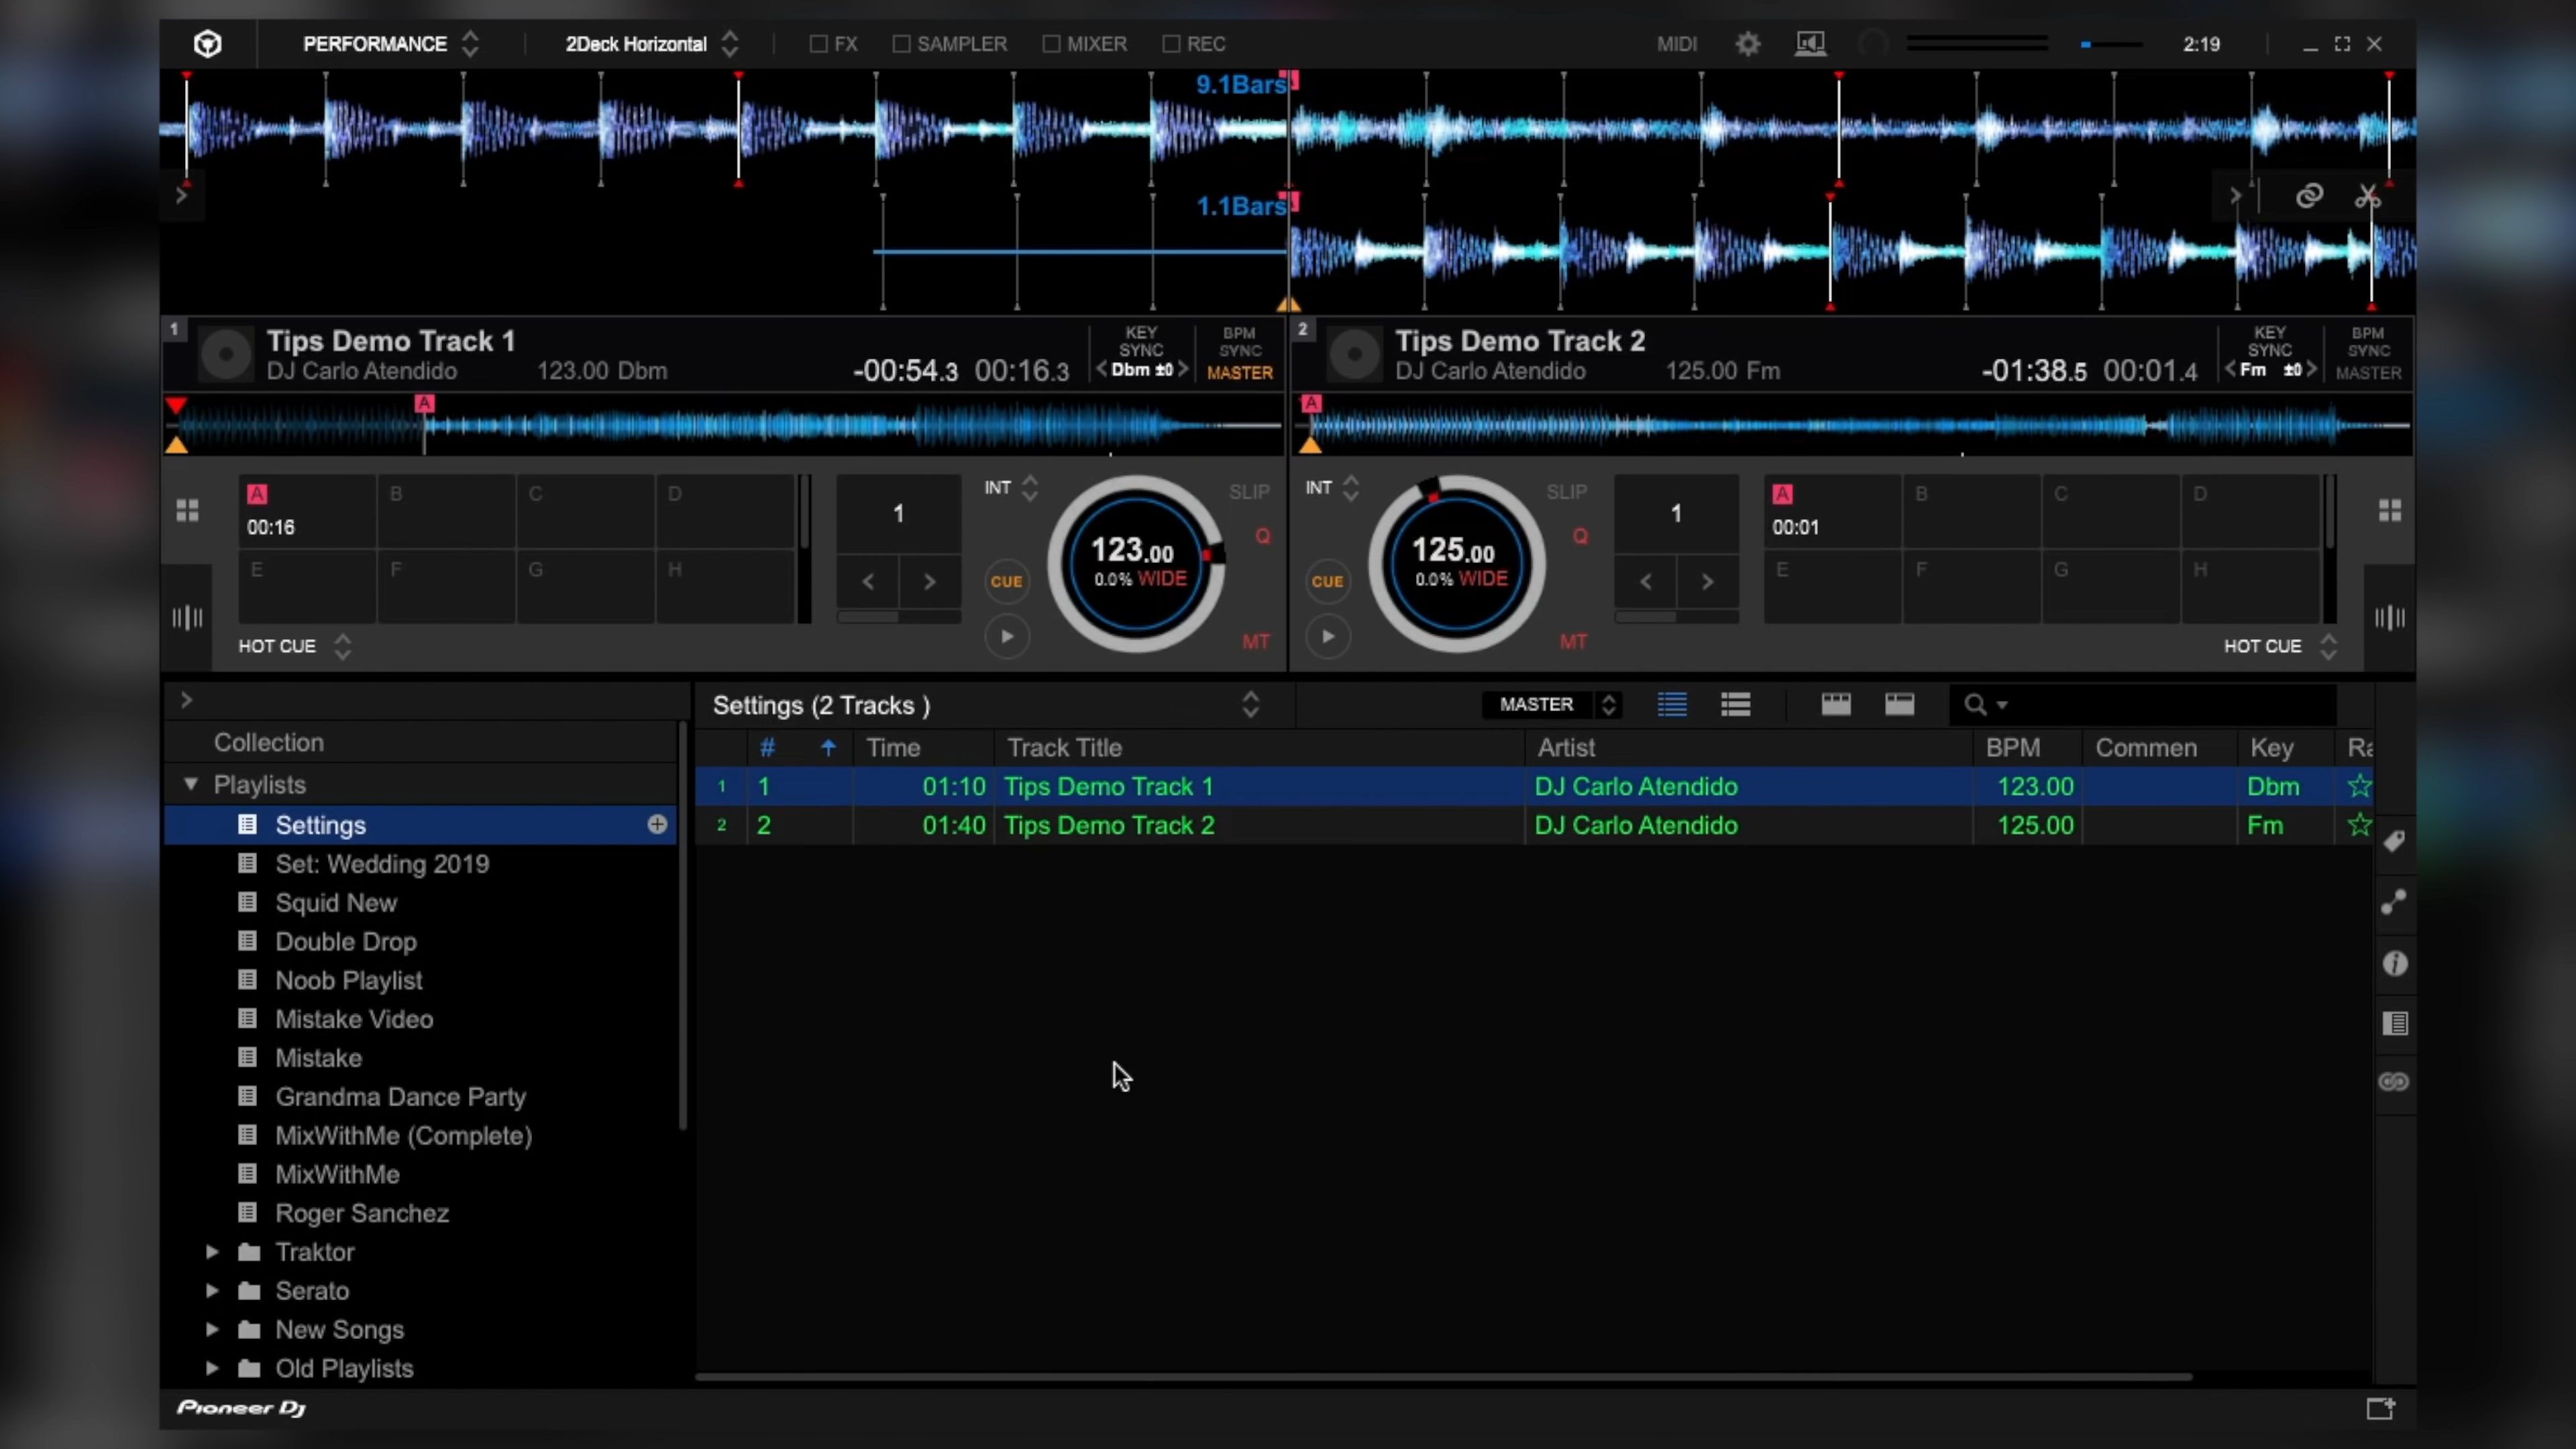 PERFORMANCE 2Deck Horizontal FX SAMPLER MIXER REC MIDI 2:19
9.1Bars
1.1Bars
1 Tips Demo Track 1
DJ Carlo Atendido 123.00 Dbm -00:54.3 00:16.3
KEY SYNC Dbm ±0
BPM SYNC MASTER
2 Tips Demo Track 2
DJ Carlo Atendido 125.00 Fm -01:38.5 00:01.4
KEY SYNC Fm ±0
BPM SYNC MASTER
A A
A 00:16 B C D
E F G H
HOT CUE
1
INT
CUE
123.00
0.0% WIDE
SLIP
Q
MT
INT
CUE
125.00
0.0% WIDE
SLIP
Q
MT
1
A 00:01 B C D
E F G H
HOT CUE
Collection
Playlists
Settings
Set: Wedding 2019
Squid New
Double Drop
Noob Playlist
Mistake Video
Mistake
Grandma Dance Party
MixWithMe (Complete)
MixWithMe
Roger Sanchez
Traktor
Serato
New Songs
Old Playlists
Settings (2 Tracks ) MASTER
# Time Track Title Artist BPM Commen Key Ra
1 1 01:10 Tips Demo Track 1 DJ Carlo Atendido 123.00 Dbm
2 2 01:40 Tips Demo Track 2 DJ Carlo Atendido 125.00 Fm
Pioneer Dj